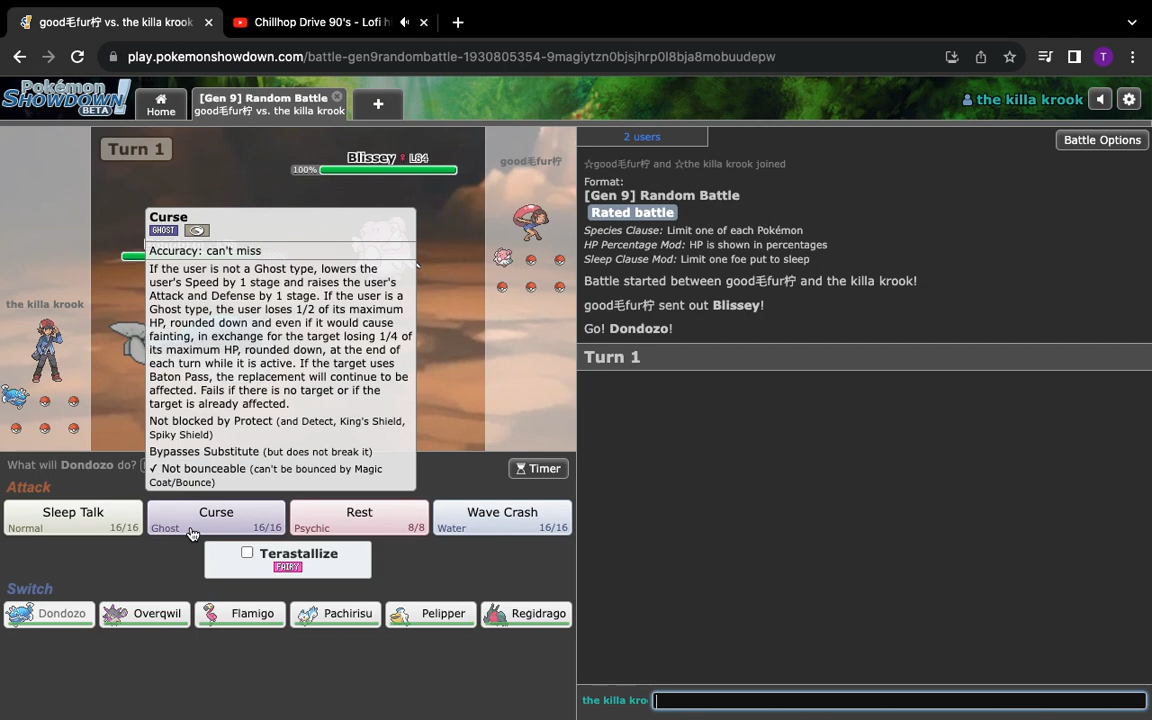 good毛fur柠 vs. the killa krook
Chillhop Drive 90's - Lofi h
play.pokemonshowdown.com/battle-gen9randombattle-1930805354-9magiytzn0bjsjhrp0l8bja8mobuudepw
T
Pokémon
SHOWDOWN!
BETA
Home
[Gen 9] Random Battle
good毛fur柠 vs. the killa krook
the killa krook
Turn 1
Blissey ♀ L84
100%
good毛fur柠
the killa krook
Curse
GHOST
Accuracy: can't miss
If the user is not a Ghost type, lowers the
user's Speed by 1 stage and raises the user's
Attack and Defense by 1 stage. If the user is a
Ghost type, the user loses 1/2 of its maximum
HP, rounded down and even if it would cause
fainting, in exchange for the target losing 1/4 of
its maximum HP, rounded down, at the end of
each turn while it is active. If the target uses
Baton Pass, the replacement will continue to be
affected. Fails if there is no target or if the
target is already affected.
Not blocked by Protect (and Detect, King's Shield,
Spiky Shield)
Bypasses Substitute (but does not break it)
✓ Not bounceable (can't be bounced by Magic
Coat/Bounce)
What will Dondozo do?
Timer
Attack
Sleep Talk
Normal 16/16
Curse
Ghost 16/16
Rest
Psychic 8/8
Wave Crash
Water 16/16
Terastallize
FAIRY
Switch
Dondozo
Overqwil
Flamigo
Pachirisu
Pelipper
Regidrago
2 users
Battle Options
☆good毛fur柠 and ☆the killa krook joined
Format:
[Gen 9] Random Battle
Rated battle
Species Clause: Limit one of each Pokémon
HP Percentage Mod: HP is shown in percentages
Sleep Clause Mod: Limit one foe put to sleep
Battle started between good毛fur柠 and the killa krook!
good毛fur柠 sent out Blissey!
Go! Dondozo!
Turn 1
the killa kro